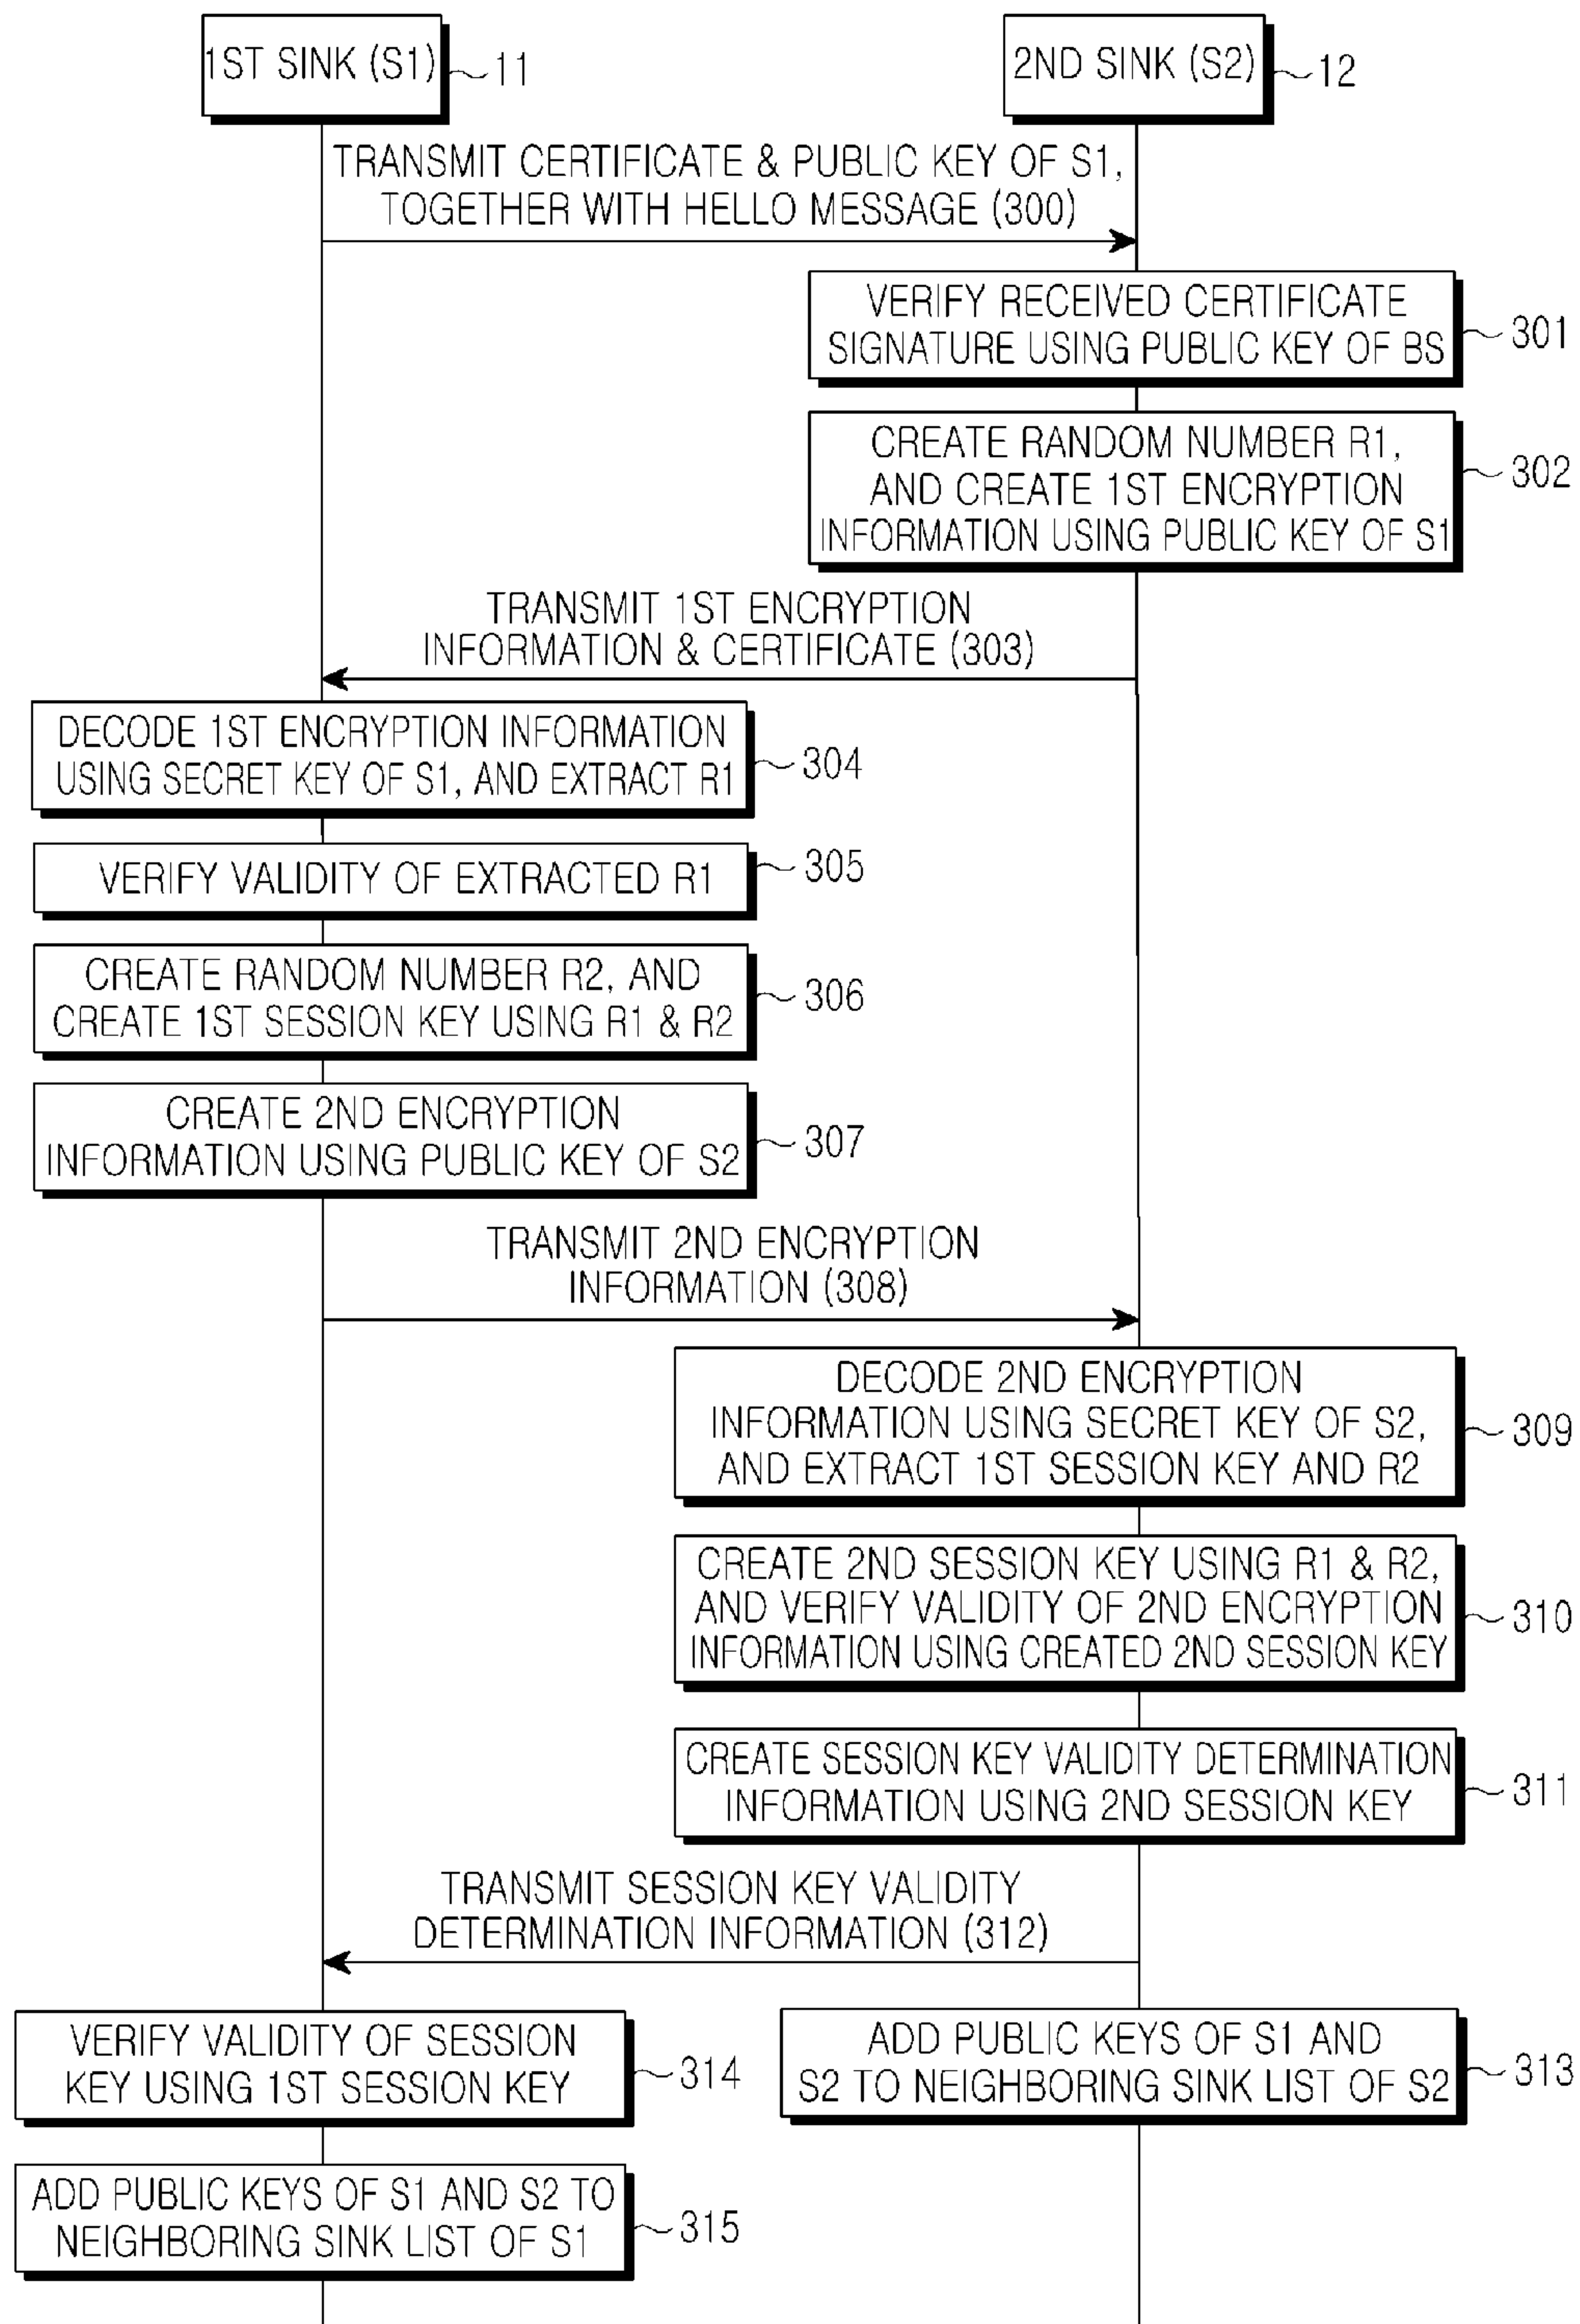 1ST SINK (S1)
11
2ND SINK (S2)
12
TRANSMIT CERTIFICATE & PUBLIC KEY OF S1,
TOGETHER WITH HELLO MESSAGE (300)
VERIFY RECEIVED CERTIFICATE
SIGNATURE USING PUBLIC KEY OF BS
301
CREATE RANDOM NUMBER R1,
AND CREATE 1ST ENCRYPTION
INFORMATION USING PUBLIC KEY OF S1
302
TRANSMIT 1ST ENCRYPTION
INFORMATION & CERTIFICATE (303)
DECODE 1ST ENCRYPTION INFORMATION
USING SECRET KEY OF S1, AND EXTRACT R1
304
VERIFY VALIDITY OF EXTRACTED R1
305
CREATE RANDOM NUMBER R2, AND
CREATE 1ST SESSION KEY USING R1 & R2
306
CREATE 2ND ENCRYPTION
INFORMATION USING PUBLIC KEY OF S2
307
TRANSMIT 2ND ENCRYPTION
INFORMATION (308)
DECODE 2ND ENCRYPTION
INFORMATION USING SECRET KEY OF S2,
AND EXTRACT 1ST SESSION KEY AND R2
309
CREATE 2ND SESSION KEY USING R1 & R2,
AND VERIFY VALIDITY OF 2ND ENCRYPTION
INFORMATION USING CREATED 2ND SESSION KEY
310
CREATE SESSION KEY VALIDITY DETERMINATION
INFORMATION USING 2ND SESSION KEY
311
TRANSMIT SESSION KEY VALIDITY
DETERMINATION INFORMATION (312)
VERIFY VALIDITY OF SESSION
KEY USING 1ST SESSION KEY
314
ADD PUBLIC KEYS OF S1 AND
S2 TO NEIGHBORING SINK LIST OF S2
313
ADD PUBLIC KEYS OF S1 AND S2 TO
NEIGHBORING SINK LIST OF S1
315